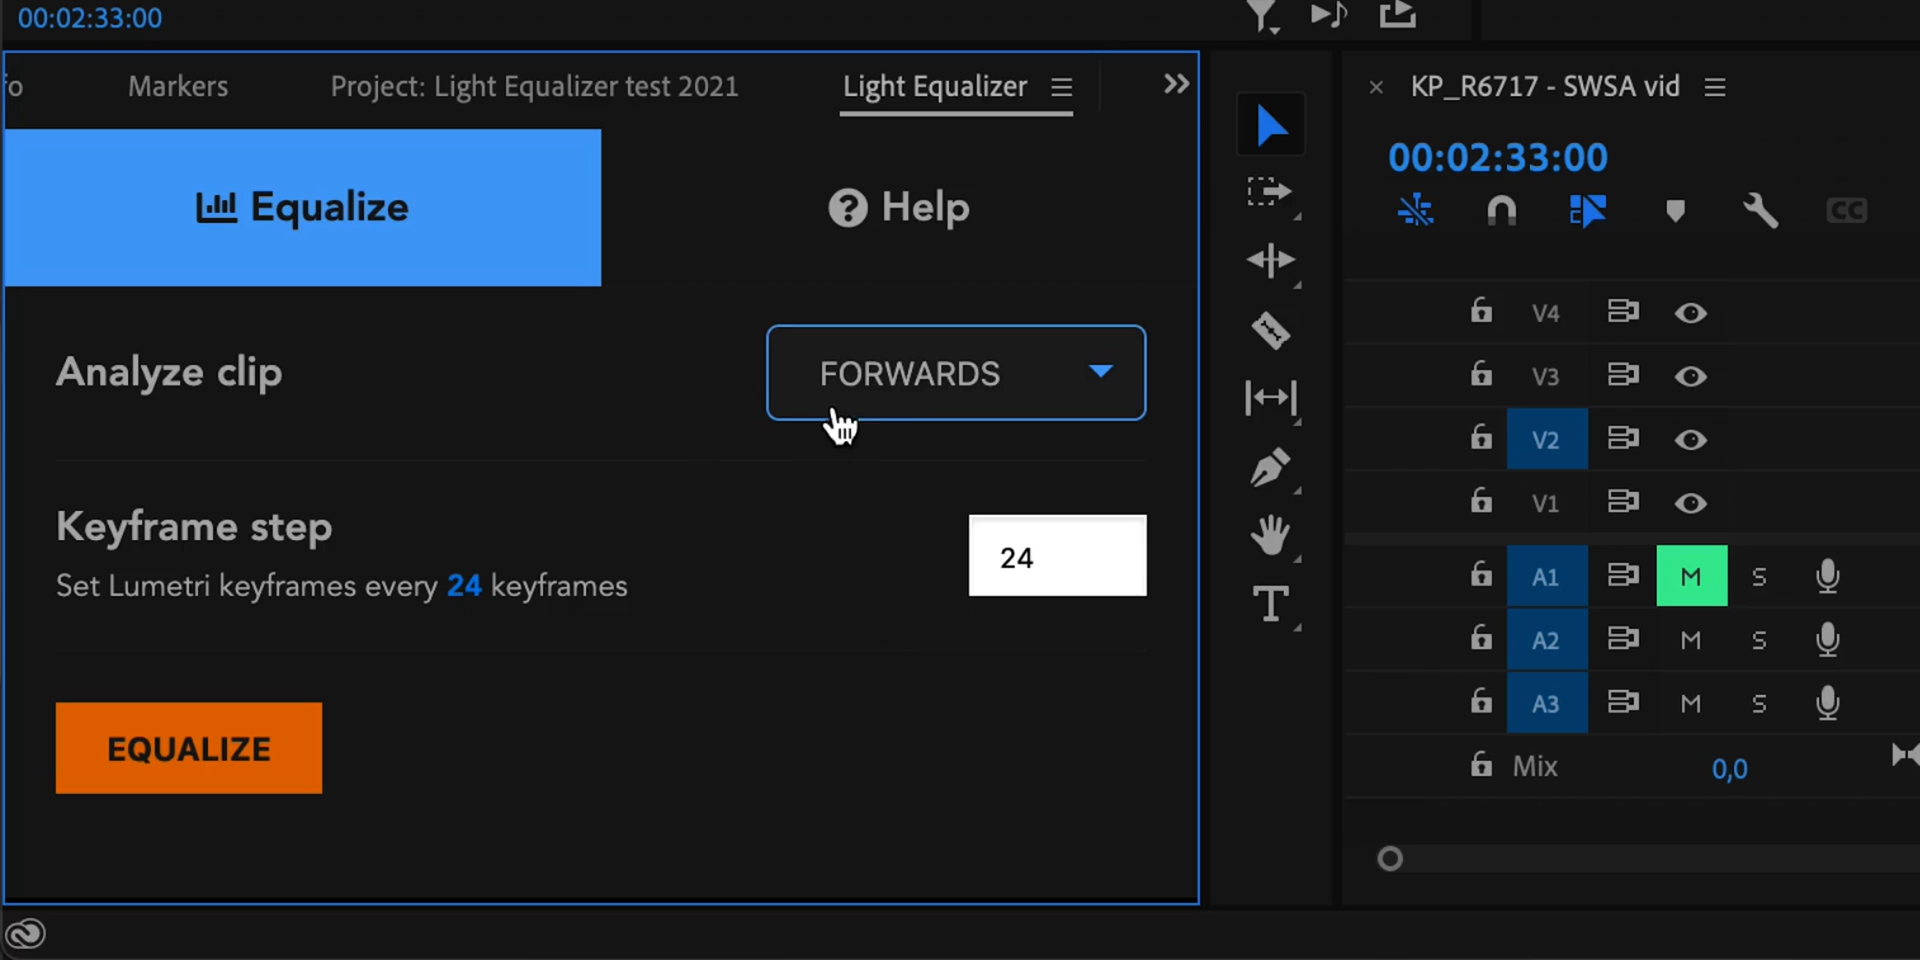 00:02:33:00
fo
Markers
Project: Light Equalizer test 2021
Light Equalizer
KP_R6717 - SWSA vid
00:02:33:00
Equalize
Help
CC
Analyze clip
FORWARDS
Keyframe step
Set Lumetri keyframes every 24 keyframes
24
EQUALIZE
V4
V3
V2
V1
A1 M S
A2 M S
A3 M S
Mix 0,0